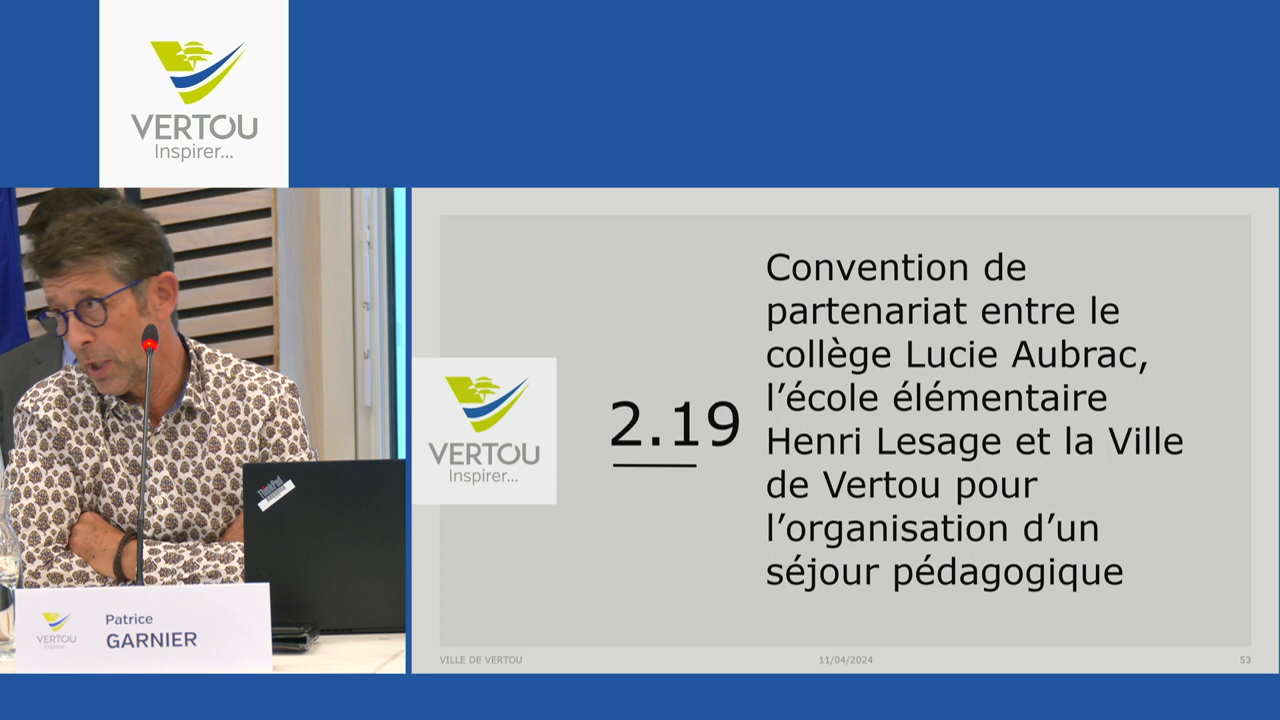 VERTOU
Inspirer...
ThinkPad
Patrice
GARNIER
VERTOU
Inspirer...
VERTOU
Inspirer...
2.19
Convention de
partenariat entre le
collège Lucie Aubrac,
l’école élémentaire
Henri Lesage et la Ville
de Vertou pour
l’organisation d’un
séjour pédagogique
VILLE DE VERTOU
11/04/2024
53